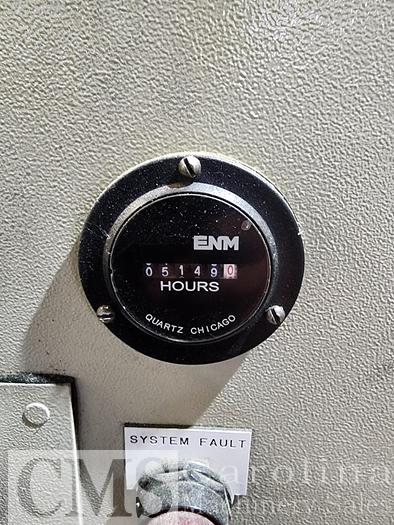 ENM
051490
HOURS
QUARTZ CHICAGO
SYSTEM FAULT
CMS Carolina
Machinery Sales